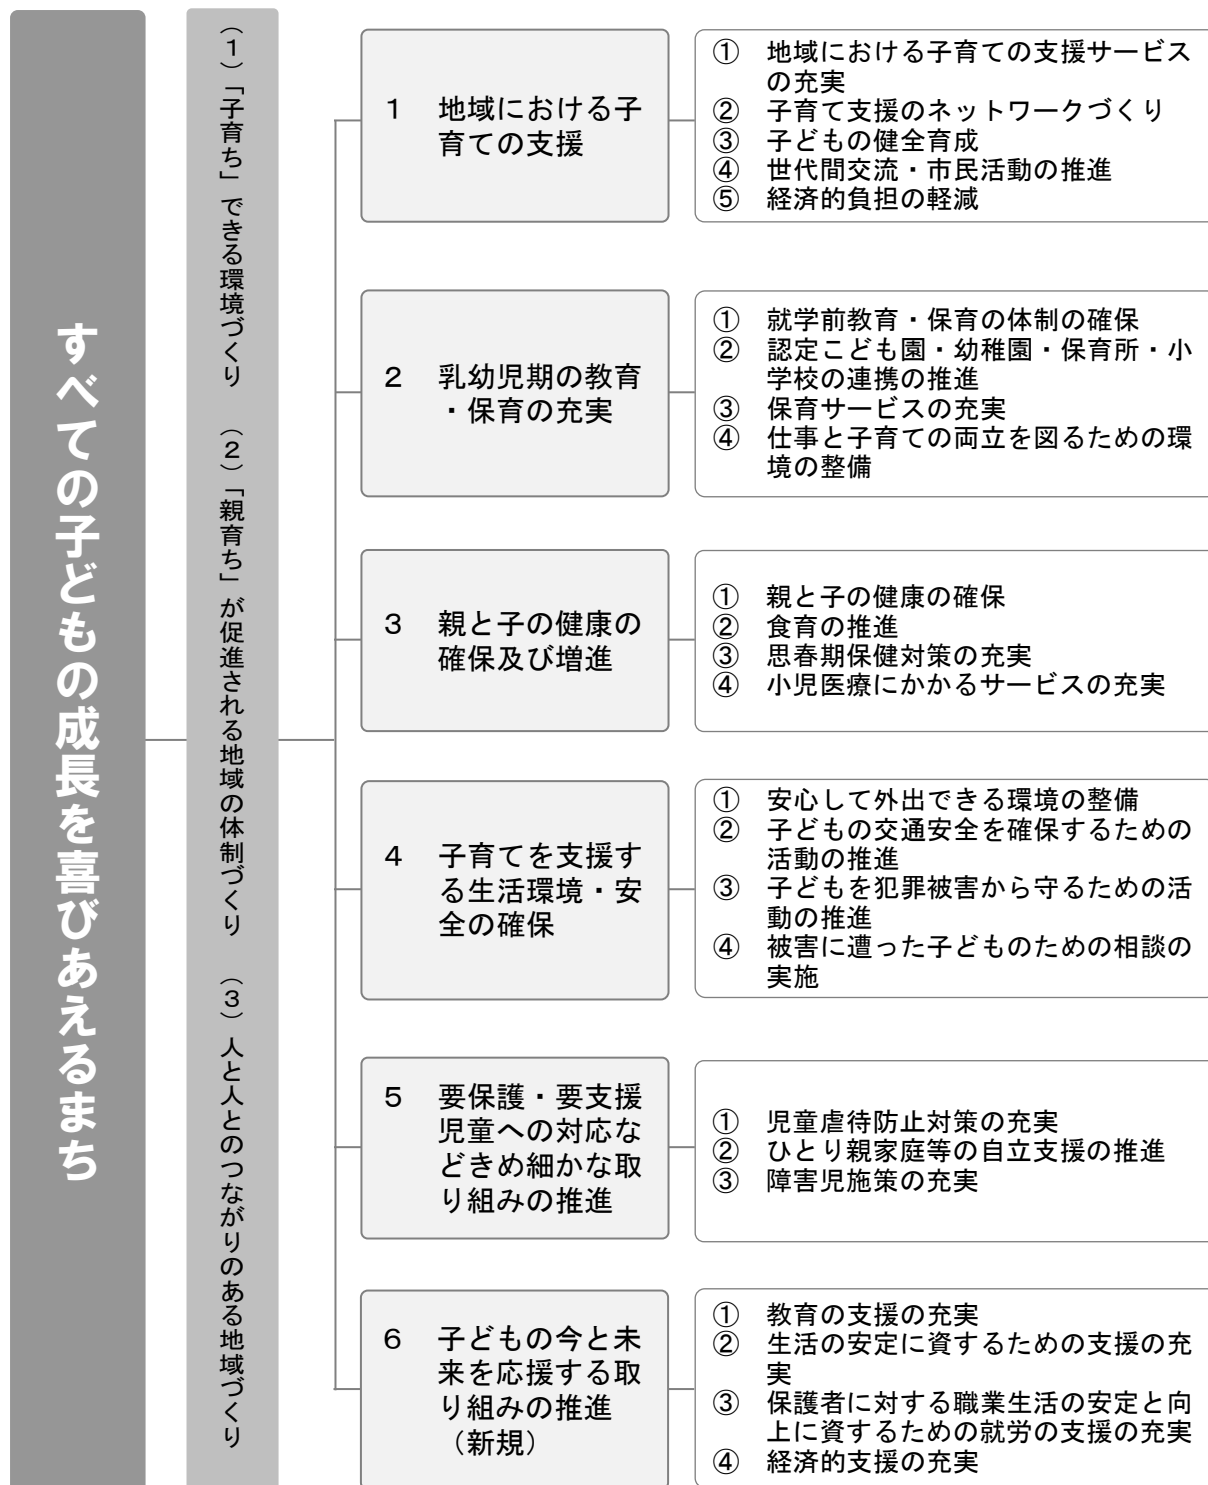 すべての子どもの成長を喜びあえるまち
（１）「子育ち」できる環境づくり
（２）「親育ち」が促進される地域の体制づくり
（３）人と人とのつながりのある地域づくり
１　地域における子
育ての支援
①　地域における子育ての支援サービス
の充実
②　子育て支援のネットワークづくり
③　子どもの健全育成
④　世代間交流・市民活動の推進
⑤　経済的負担の軽減
２　乳幼児期の教育
・保育の充実
①　就学前教育・保育の体制の確保
②　認定こども園・幼稚園・保育所・小
学校の連携の推進
③　保育サービスの充実
④　仕事と子育ての両立を図るための環
境の整備
３　親と子の健康の
確保及び増進
①　親と子の健康の確保
②　食育の推進
③　思春期保健対策の充実
④　小児医療にかかるサービスの充実
４　子育てを支援す
る生活環境・安
全の確保
①　安心して外出できる環境の整備
②　子どもの交通安全を確保するための
活動の推進
③　子どもを犯罪被害から守るための活
動の推進
④　被害に遭った子どものための相談の
実施
５　要保護・要支援
児童への対応な
どきめ細かな取
り組みの推進
①　児童虐待防止対策の充実
②　ひとり親家庭等の自立支援の推進
③　障害児施策の充実
６　子どもの今と未
来を応援する取
り組みの推進
（新規）
①　教育の支援の充実
②　生活の安定に資するための支援の充
実
③　保護者に対する職業生活の安定と向
上に資するための就労の支援の充実
④　経済的支援の充実